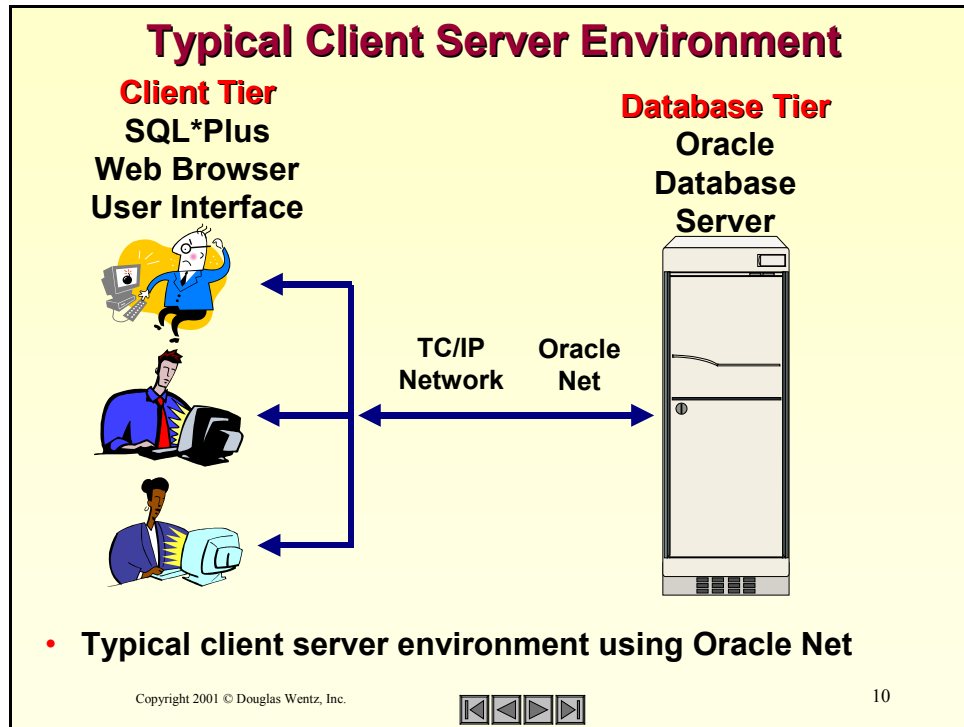 Typical Client Server Environment
Client Tier
SQL*Plus
Web Browser
User Interface
Database Tier
Oracle
Database
Server
TC/IP
Network
Oracle
Net
• Typical client server environment using Oracle Net
Copyright 2001 © Douglas Wentz, Inc.
10